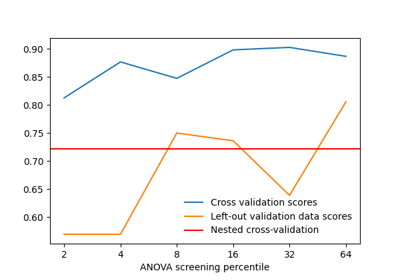 0.90
0.85
0.80
0.75
0.70
0.65
0.60
Cross validation scores
Left-out validation data scores
Nested cross-validation
2 4 8 16 32 64
ANOVA screening percentile